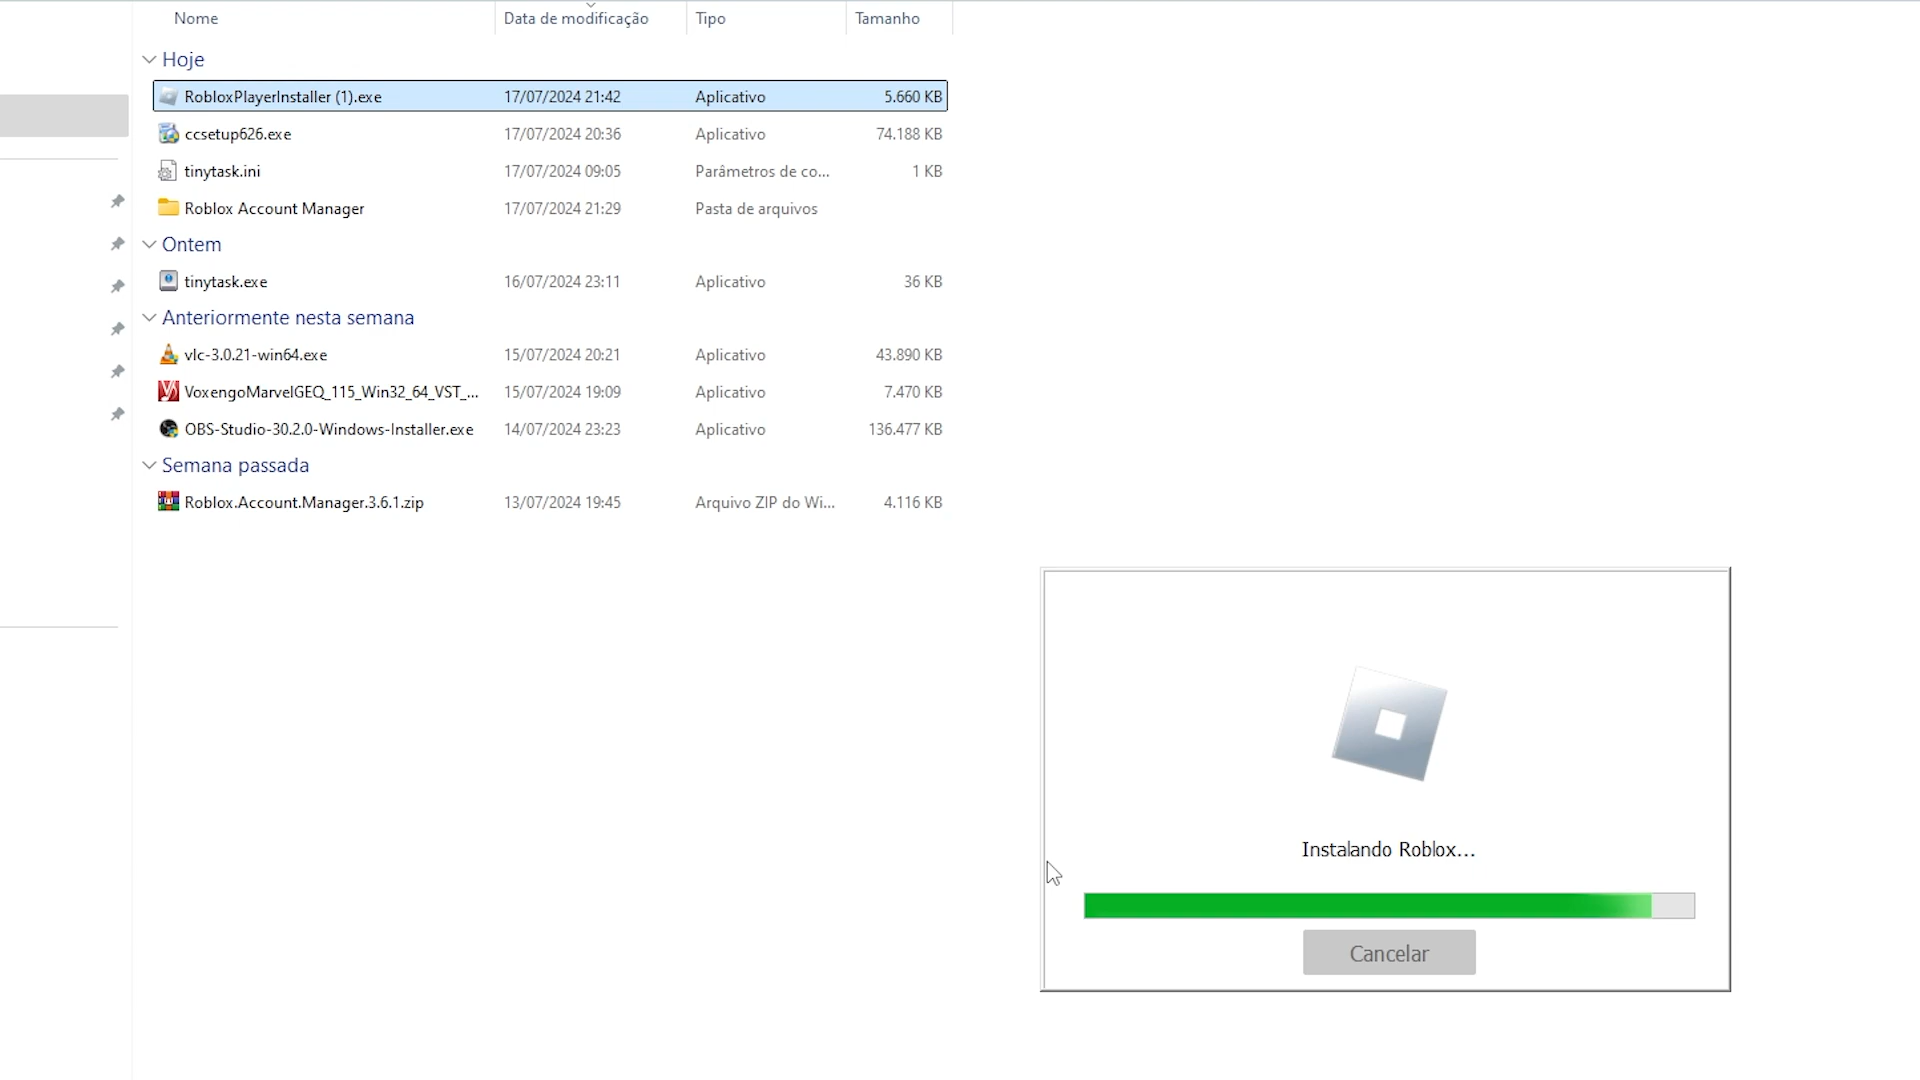 Nome Data de modificação Tipo Tamanho
Hoje
RobloxPlayerInstaller (1).exe 17/07/2024 21:42 Aplicativo 5.660 KB
ccsetup626.exe 17/07/2024 20:36 Aplicativo 74.188 KB
tinytask.ini 17/07/2024 09:05 Parâmetros de co... 1 KB
Roblox Account Manager 17/07/2024 21:29 Pasta de arquivos
Ontem
tinytask.exe 16/07/2024 23:11 Aplicativo 36 KB
Anteriormente nesta semana
vlc-3.0.21-win64.exe 15/07/2024 20:21 Aplicativo 43.890 KB
VoxengoMarvelGEQ_115_Win32_64_VST_... 15/07/2024 19:09 Aplicativo 7.470 KB
OBS-Studio-30.2.0-Windows-Installer.exe 14/07/2024 23:23 Aplicativo 136.477 KB
Semana passada
Roblox.Account.Manager.3.6.1.zip 13/07/2024 19:45 Arquivo ZIP do Wi... 4.116 KB
Instalando Roblox...
Cancelar